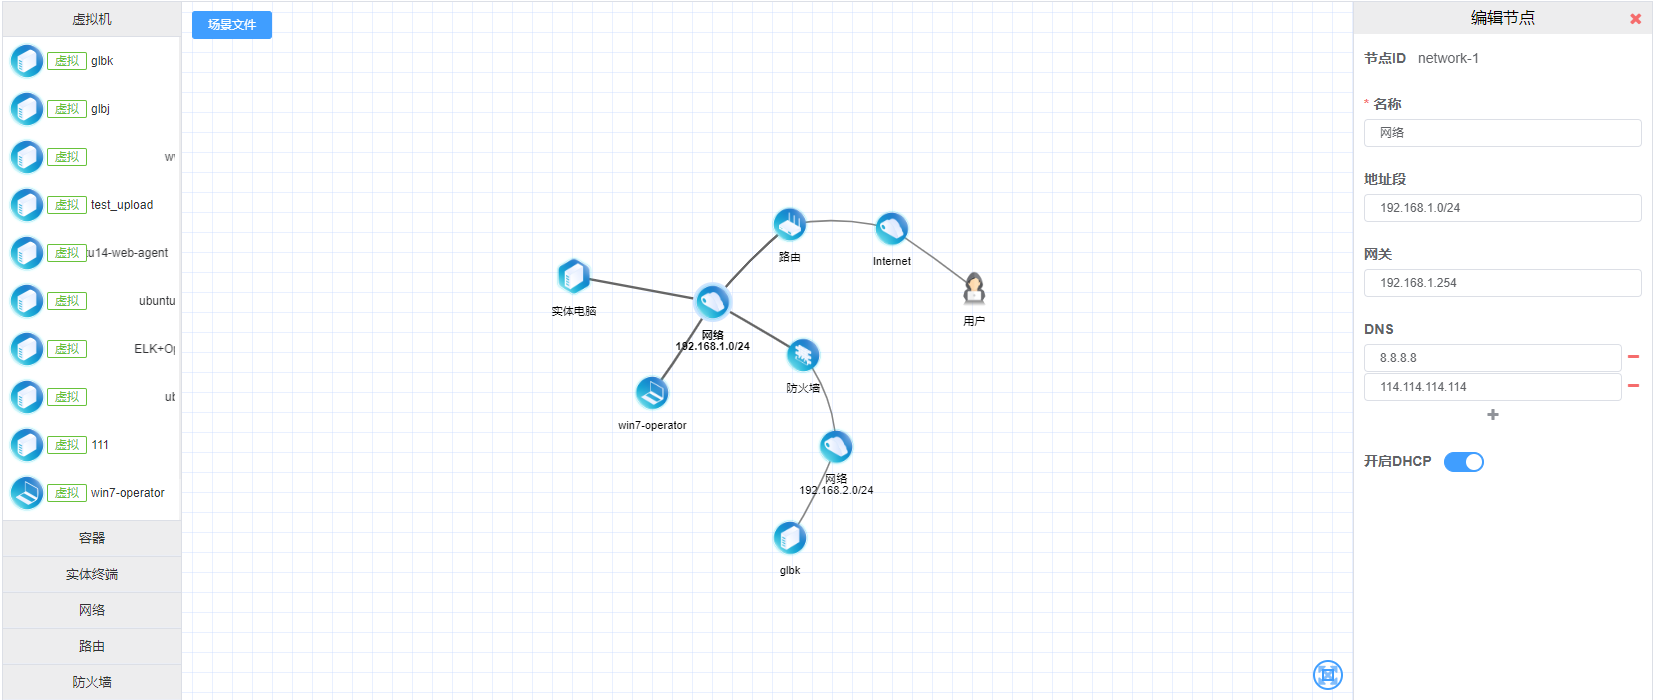 虚拟机
虚拟 glbk
虚拟 glbj
虚拟
虚拟 test_upload
虚拟 tu14-web-agent
虚拟 ubuntu
虚拟 ELK+O
虚拟 ub
虚拟 111
虚拟 win7-operator
容器
实体终端
网络
路由
防火墙
场景文件
路由
Internet
实体电脑
用户
网络
192.168.1.0/24
防火墙
win7-operator
网络
192.168.2.0/24
glbk
编辑节点
节点ID network-1
* 名称
网络
地址段
192.168.1.0/24
网关
192.168.1.254
DNS
8.8.8.8
114.114.114.114
开启DHCP